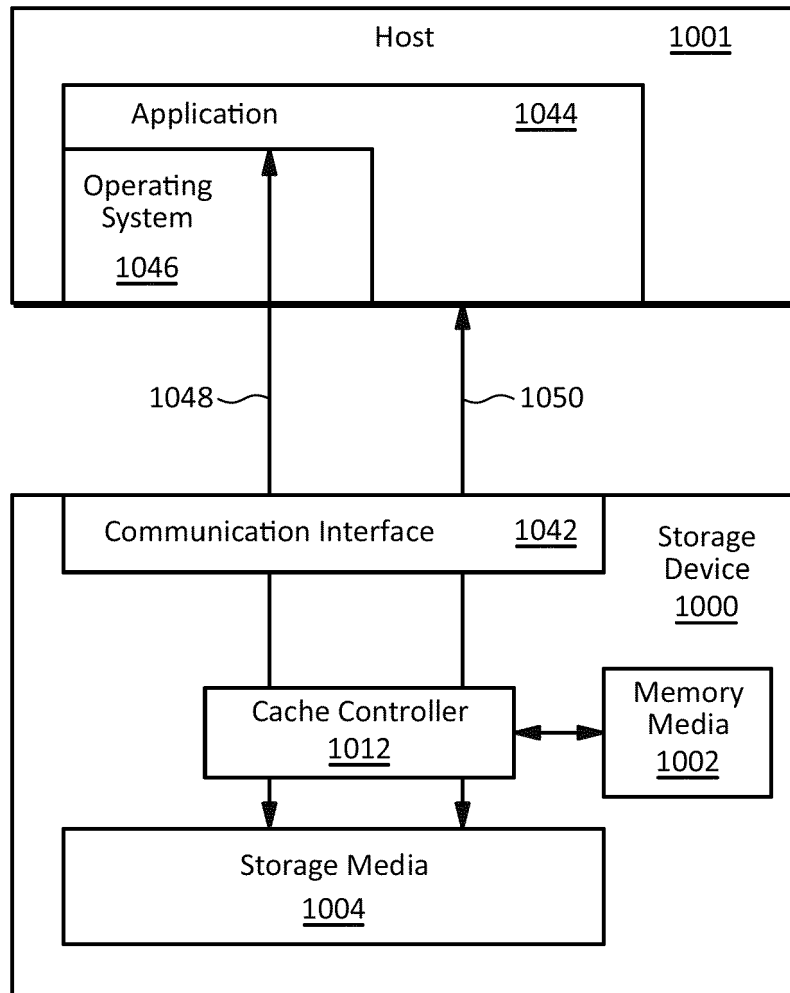 Host
1001
Application
1044
Operating
System
1046
1048
1050
Communication Interface
1042
Storage
Device
1000
Cache Controller
1012
Memory
Media
1002
Storage Media
1004